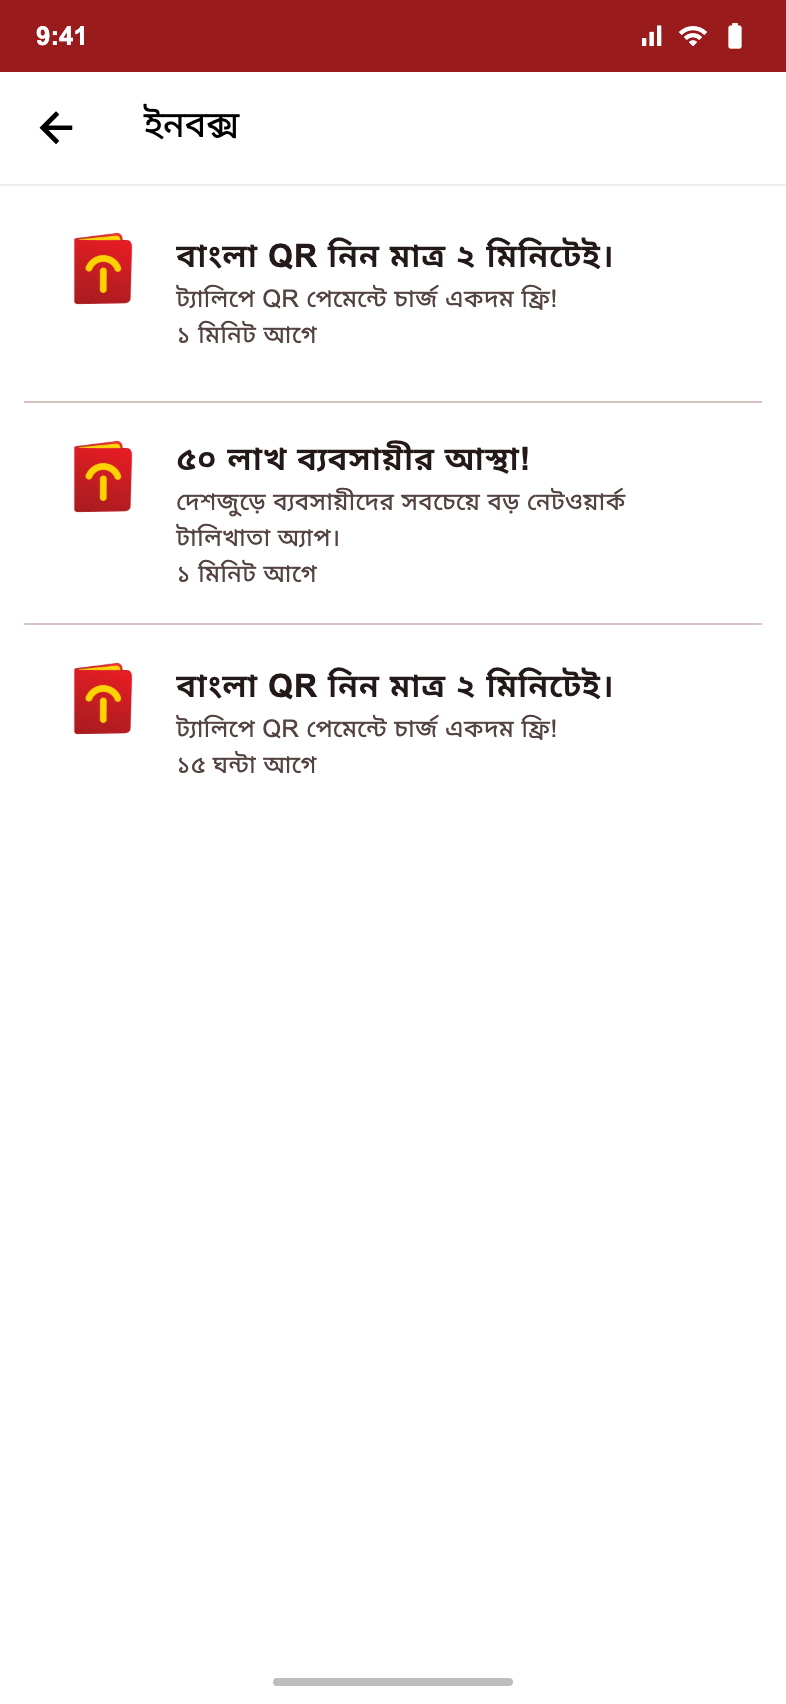 9:41
ইনবক্স
বাংলা QR নিন মাত্র ২ মিনিটেই।
ট্যালিপে QR পেমেন্টে চার্জ একদম ফ্রি!
১ মিনিট আগে
৫০ লাখ ব্যবসায়ীর আস্থা!
দেশজুড়ে ব্যবসায়ীদের সবচেয়ে বড় নেটওয়ার্ক
টালিখাতা অ্যাপ।
১ মিনিট আগে
বাংলা QR নিন মাত্র ২ মিনিটেই।
ট্যালিপে QR পেমেন্টে চার্জ একদম ফ্রি!
১৫ ঘন্টা আগে